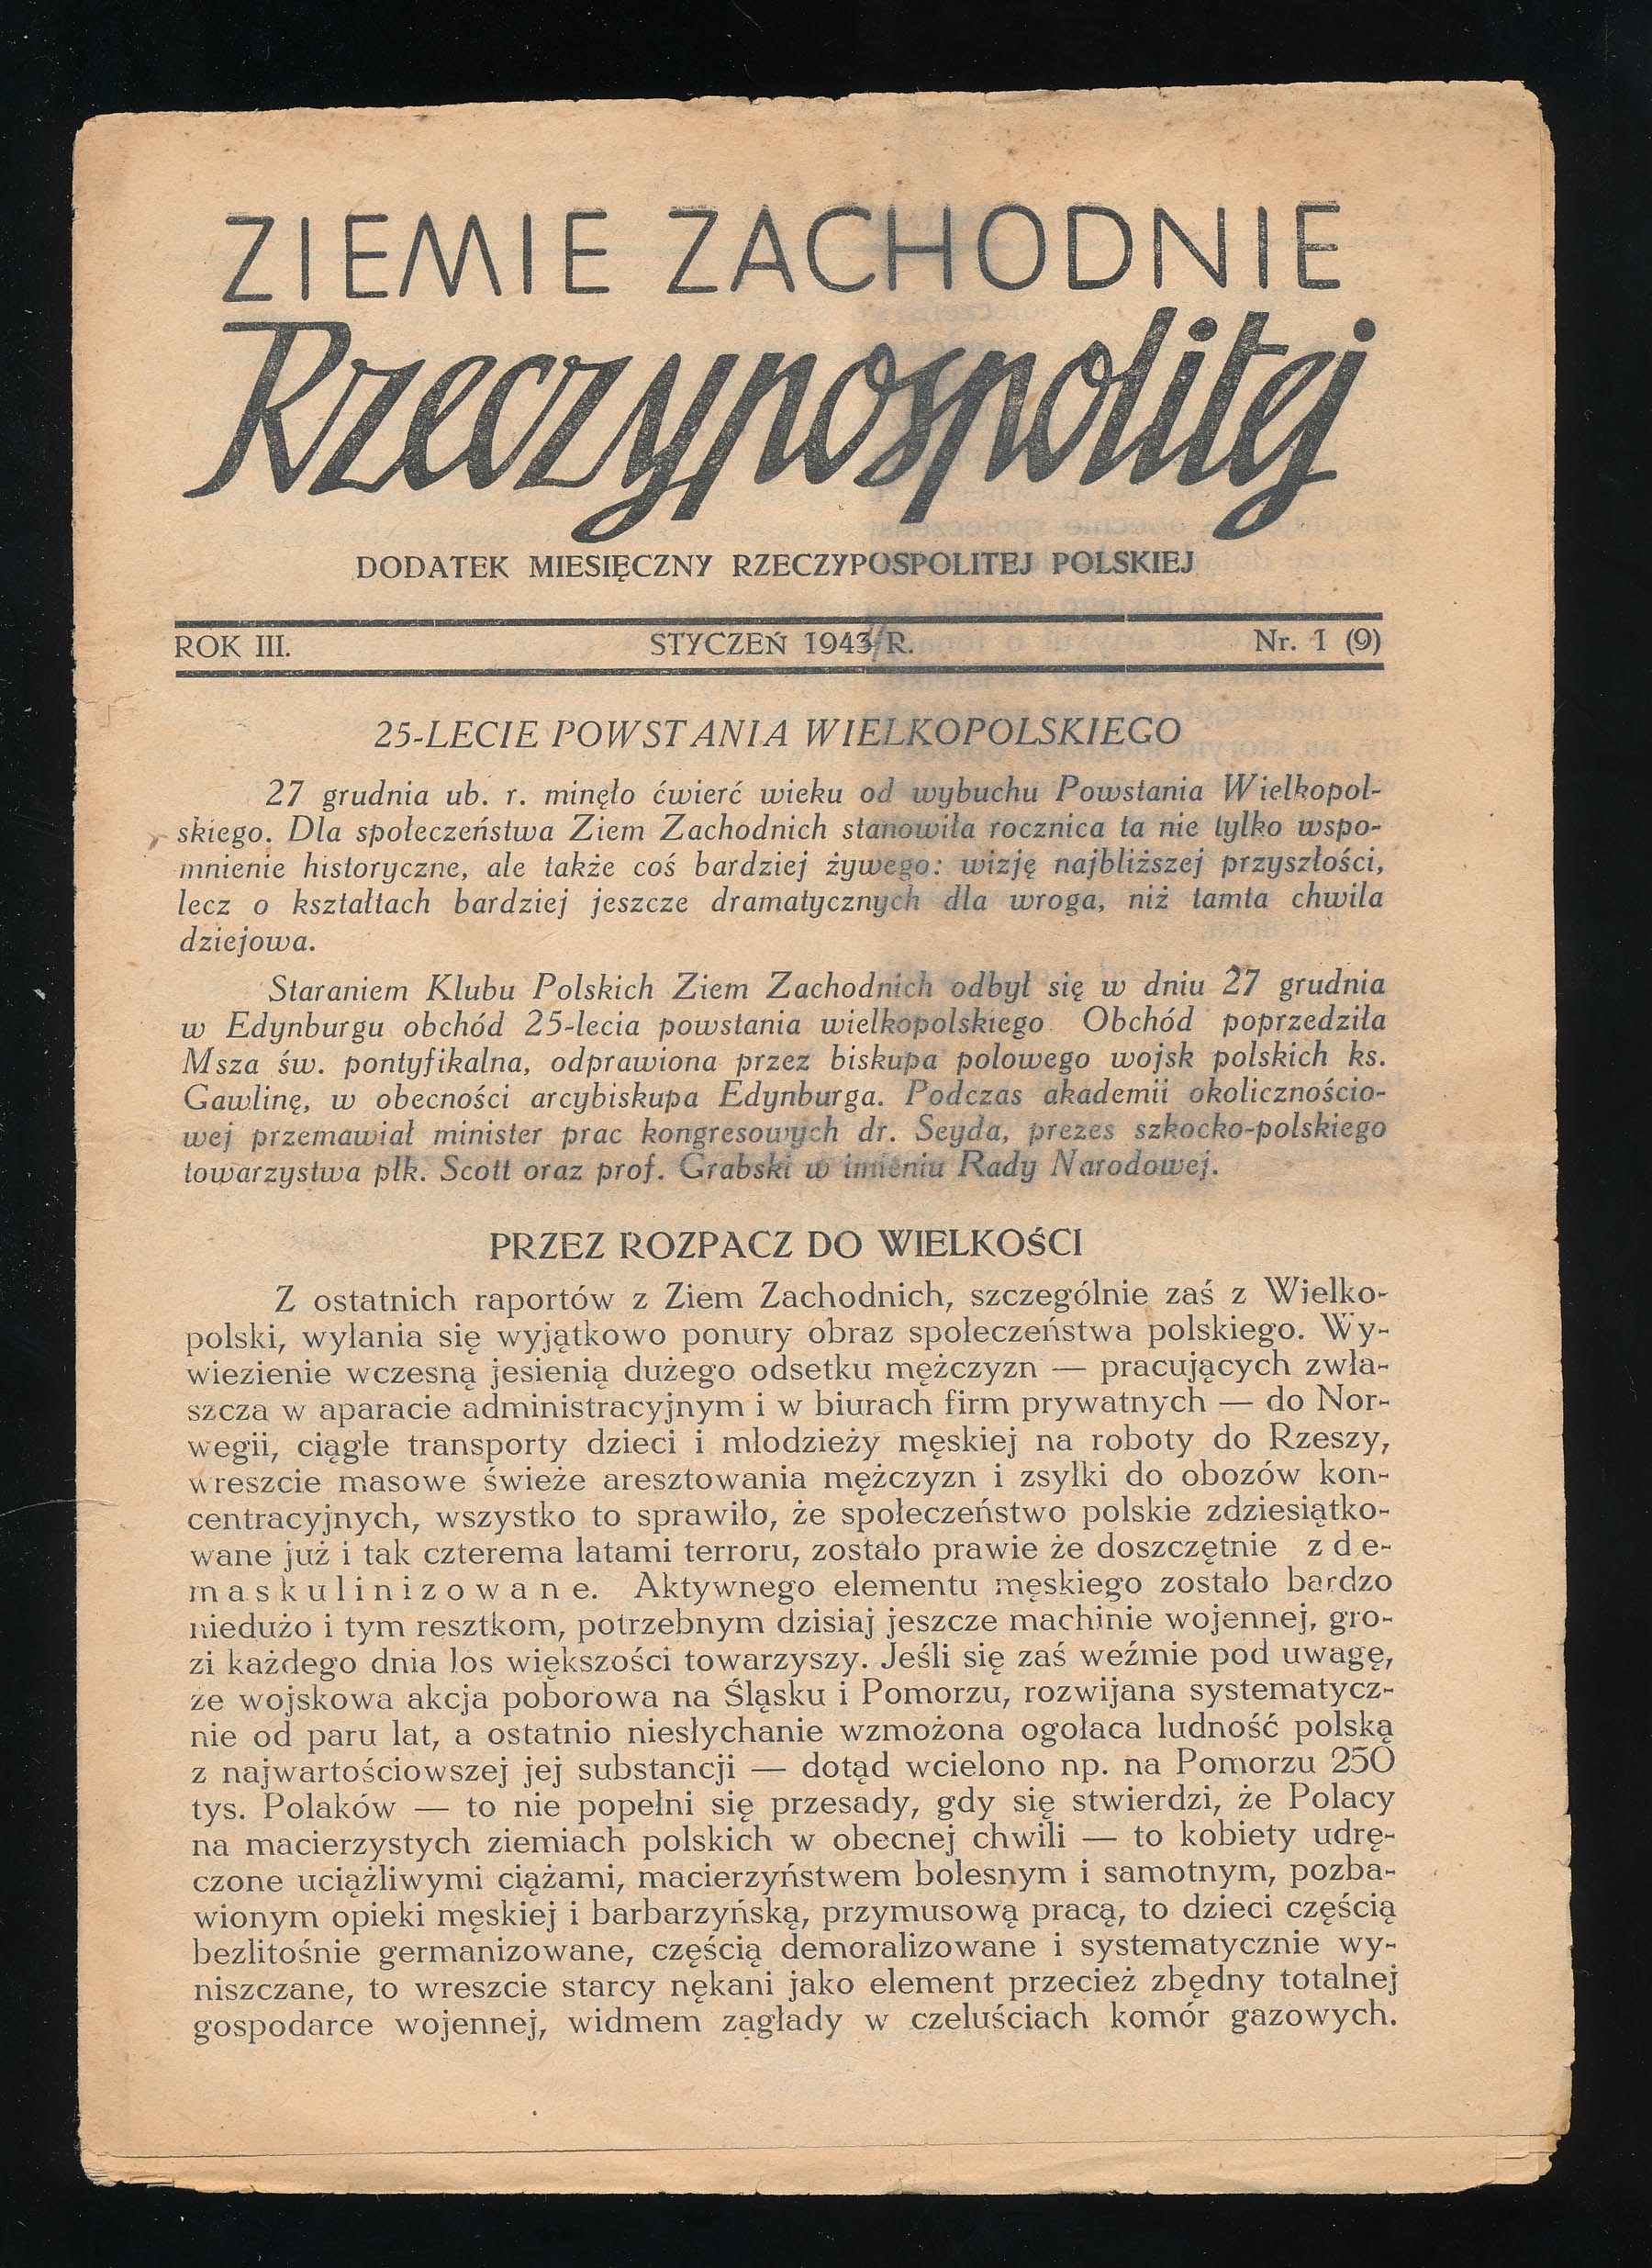 ZIEMIE ZACHODNIE
Rzeczypospolitej
DODATEK MIESIĘCZNY RZECZYPOSPOLITEJ POLSKIEJ
ROK III. STYCZEŃ 1943 R. Nr. 1 (9)
25-LECIE POWSTANIA WIELKOPOLSKIEGO
27 grudnia ub. r. minęło ćwierć wieku od wybuchu Powstania Wielkopol-
skiego. Dla społeczeństwa Ziem Zachodnich stanowiła rocznica ta nie tylko wspo-
mnienie historyczne, ale także coś bardziej żywego: wizję najbliższej przyszłości,
lecz o kształtach bardziej jeszcze dramatycznych dla wroga, niż tamta chwila
dziejowa.
Staraniem Klubu Polskich Ziem Zachodnich odbył się w dniu 27 grudnia
w Edynburgu obchód 25-lecia powstania wielkopolskiego. Obchód poprzedziła
Msza św. pontyfikalna, odprawiona przez biskupa polowego wojsk polskich ks.
Gawlinę, w obecności arcybiskupa Edynburga. Podczas akademii okolicznościo-
wej przemawiał minister prac kongresowych dr. Seyda, prezes szkocko-polskiego
towarzystwa płk. Scott oraz prof. Grabski w imieniu Rady Narodowej.
PRZEZ ROZPACZ DO WIELKOŚCI
Z ostatnich raportów z Ziem Zachodnich, szczególnie zaś z Wielko-
polski, wyłania się wyjątkowo ponury obraz społeczeństwa polskiego. Wy-
wiezienie wczesną jesienią dużego odsetku mężczyzn — pracujących zwła-
szcza w aparacie administracyjnym i w biurach firm prywatnych — do Nor-
wegii, ciągłe transporty dzieci i młodzieży męskiej na roboty do Rzeszy,
wreszcie masowe świeże aresztowania mężczyzn i zsyłki do obozów kon-
centracyjnych, wszystko to sprawiło, że społeczeństwo polskie zdziesiątko-
wane już i tak czterema latami terroru, zostało prawie że doszczętnie z d e-
m a s k u l i n i z o w a n e. Aktywnego elementu męskiego zostało bardzo
niedużo i tym resztkom, potrzebnym dzisiaj jeszcze machinie wojennej, gro-
zi każdego dnia los większości towarzyszy. Jeśli się zaś weźmie pod uwagę,
że wojskowa akcja poborowa na Śląsku i Pomorzu, rozwijana systematycz-
nie od paru lat, a ostatnio niesłychanie wzmożona ogołaca ludność polską
z najwartościowszej jej substancji — dotąd wcielono np. na Pomorzu 250
tys. Polaków — to nie popełni się przesady, gdy się stwierdzi, że Polacy
na macierzystych ziemiach polskich w obecnej chwili — to kobiety udrę-
czone uciążliwymi ciążami, macierzyństwem bolesnym i samotnym, pozba-
wionym opieki męskiej i barbarzyńską, przymusową pracą, to dzieci częścią
bezlitośnie germanizowane, częścią demoralizowane i systematycznie wy-
niszczane, to wreszcie starcy nękani jako element przecież zbędny totalnej
gospodarce wojennej, widmem zagłady w czeluściach komór gazowych.